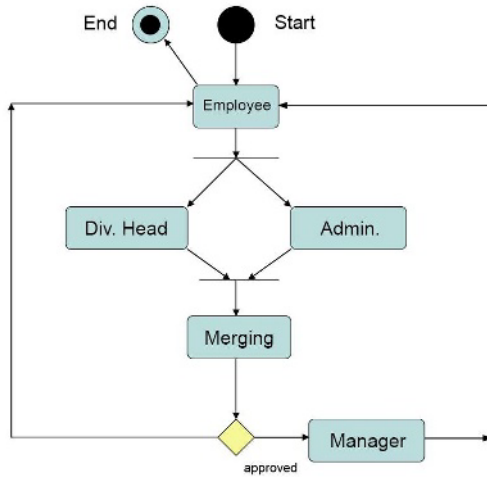 End
Start
Employee
Div. Head
Admin.
Merging
Manager
approved